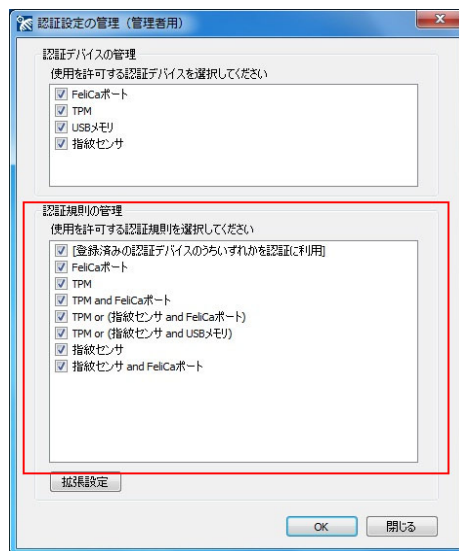 認証設定の管理（管理者用）
認証デバイスの管理
使用を許可する認証デバイスを選択してください
FeliCaポート
TPM
USBメモリ
指紋センサ
認証規則の管理
使用を許可する認証規則を選択してください
[登録済みの認証デバイスのうちいずれかを認証に利用]
FeliCaポート
TPM
TPM and FeliCaポート
TPM or (指紋センサ and FeliCaポート)
TPM or (指紋センサ and USBメモリ)
指紋センサ
指紋センサ and FeliCaポート
拡張設定
OK 閉じる